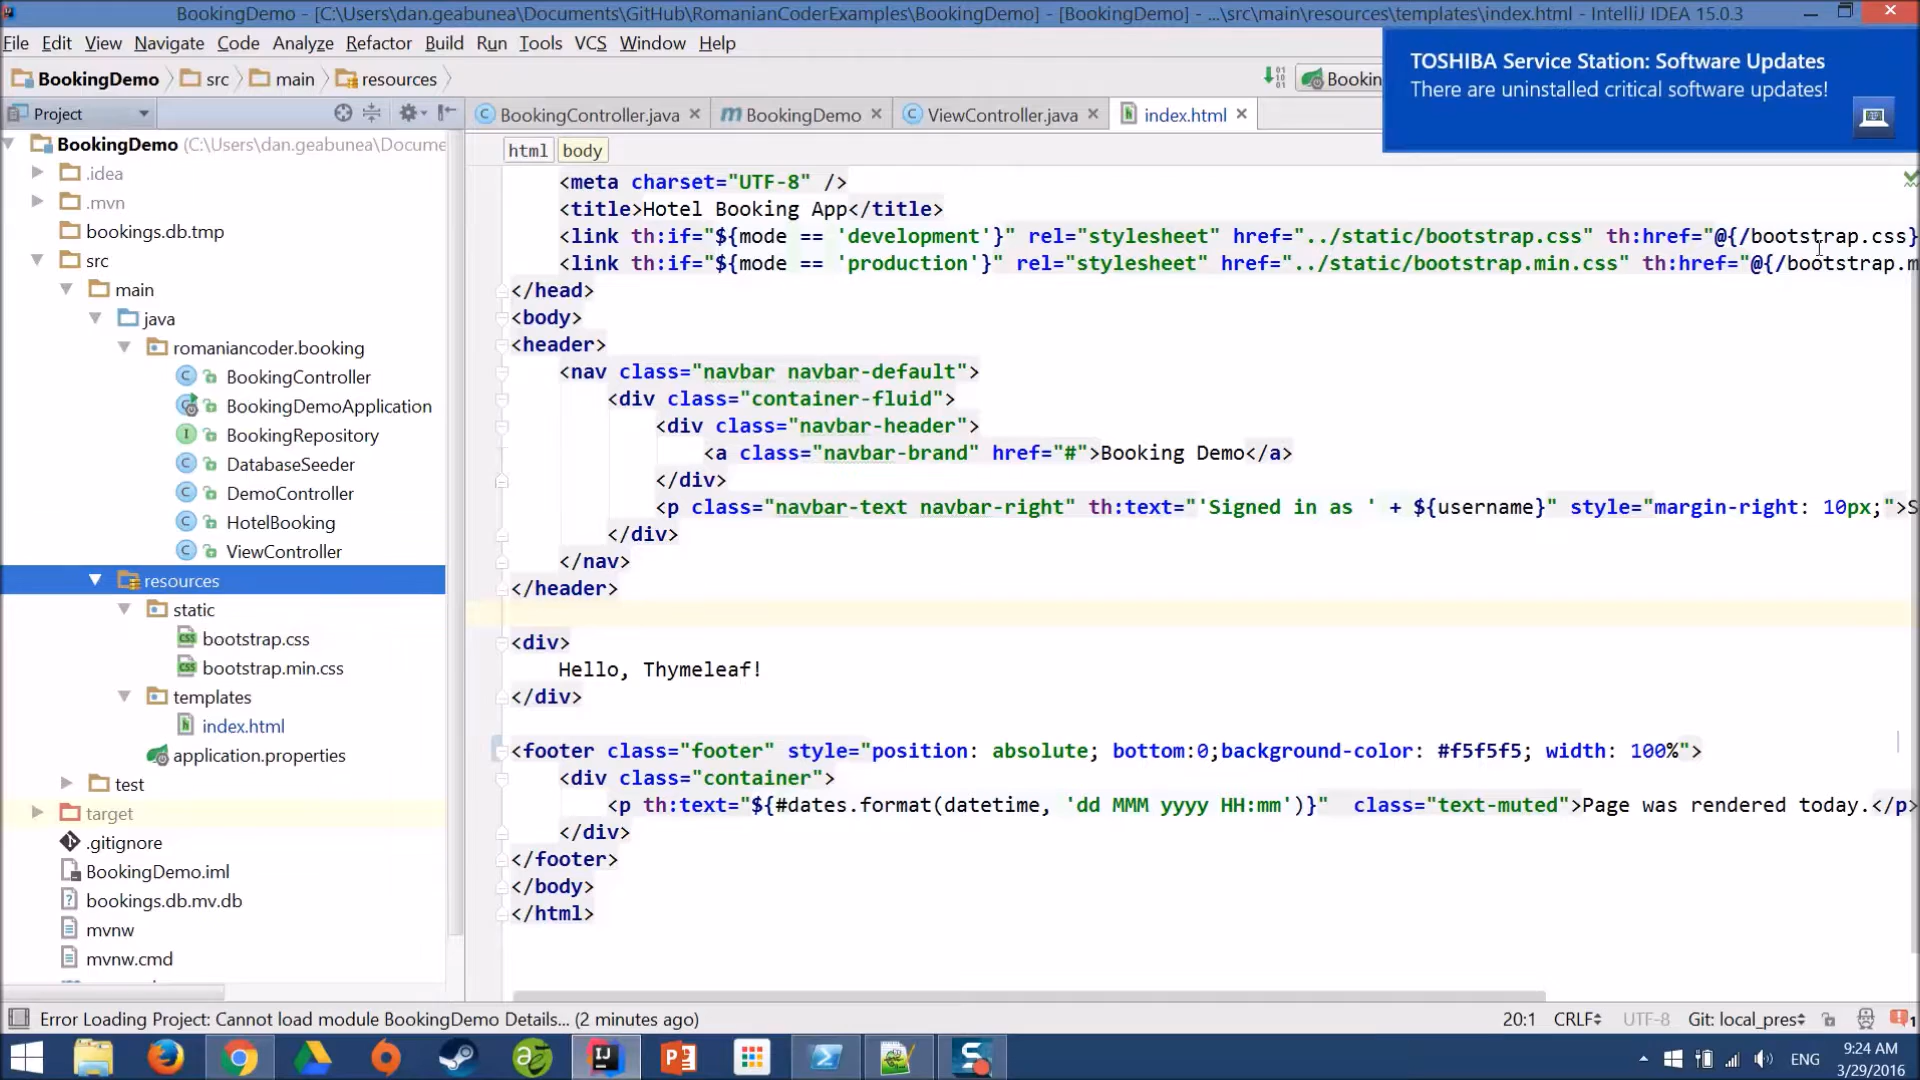 BookingDemo - [C:\Users\dan.geabunea\Documents\GitHub\RomanianCoderExamples\BookingDemo] - [BookingDemo] - ...\src\main\resources\templates\index.html - IntelliJ IDEA 15.0.3
File Edit View Navigate Code Analyze Refactor Build Run Tools VCS Window Help
TOSHIBA Service Station: Software Updates
There are uninstalled critical software updates!
BookingDemo src main resources
Project
BookingController.java BookingDemo ViewController.java index.html
html body
BookingDemo (C:\Users\dan.geabunea\Docume
.idea
.mvn
bookings.db.tmp
src
main
java
romaniancoder.booking
BookingController
BookingDemoApplication
BookingRepository
DatabaseSeeder
DemoController
HotelBooking
ViewController
resources
static
bootstrap.css
bootstrap.min.css
templates
index.html
application.properties
test
target
.gitignore
BookingDemo.iml
bookings.db.mv.db
mvnw
mvnw.cmd
<meta charset="UTF-8" />
<title>Hotel Booking App</title>
<link th:if="${mode == 'development'}" rel="stylesheet" href="../static/bootstrap.css" th:href="@{/bootstrap.css}
<link th:if="${mode == 'production'}" rel="stylesheet" href="../static/bootstrap.min.css" th:href="@{/bootstrap.m
</head>
<body>
<header>
<nav class="navbar navbar-default">
<div class="container-fluid">
<div class="navbar-header">
<a class="navbar-brand" href="#">Booking Demo</a>
</div>
<p class="navbar-text navbar-right" th:text="'Signed in as ' + ${username}" style="margin-right: 10px;">S
</div>
</nav>
</header>
<div>
Hello, Thymeleaf!
</div>
<footer class="footer" style="position: absolute; bottom:0;background-color: #f5f5f5; width: 100%">
<div class="container">
<p th:text="${#dates.format(datetime, 'dd MMM yyyy HH:mm')}" class="text-muted">Page was rendered today.</p>
</div>
</footer>
</body>
</html>
Error Loading Project: Cannot load module BookingDemo Details... (2 minutes ago)
20:1 CRLF UTF-8 Git: local_pres
ENG
9:24 AM
3/29/2016